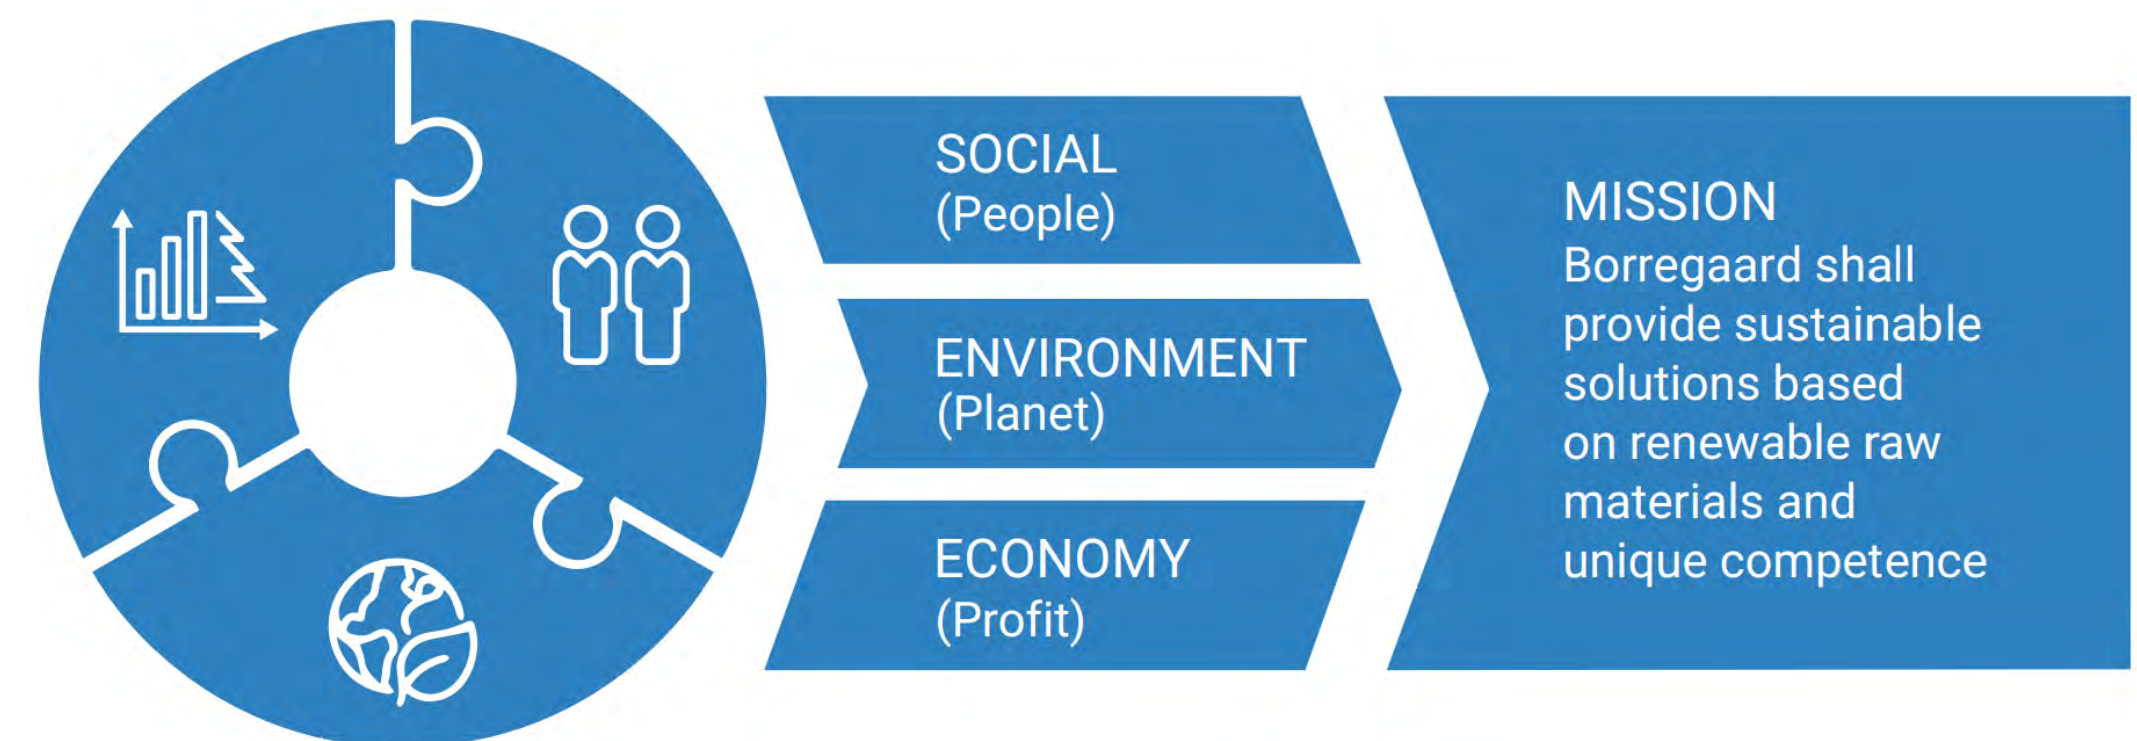 SOCIAL
(People)
ENVIRONMENT
(Planet)
ECONOMY
(Profit)
MISSION
Borregaard shall
provide sustainable
solutions based
on renewable raw
materials and
unique competence